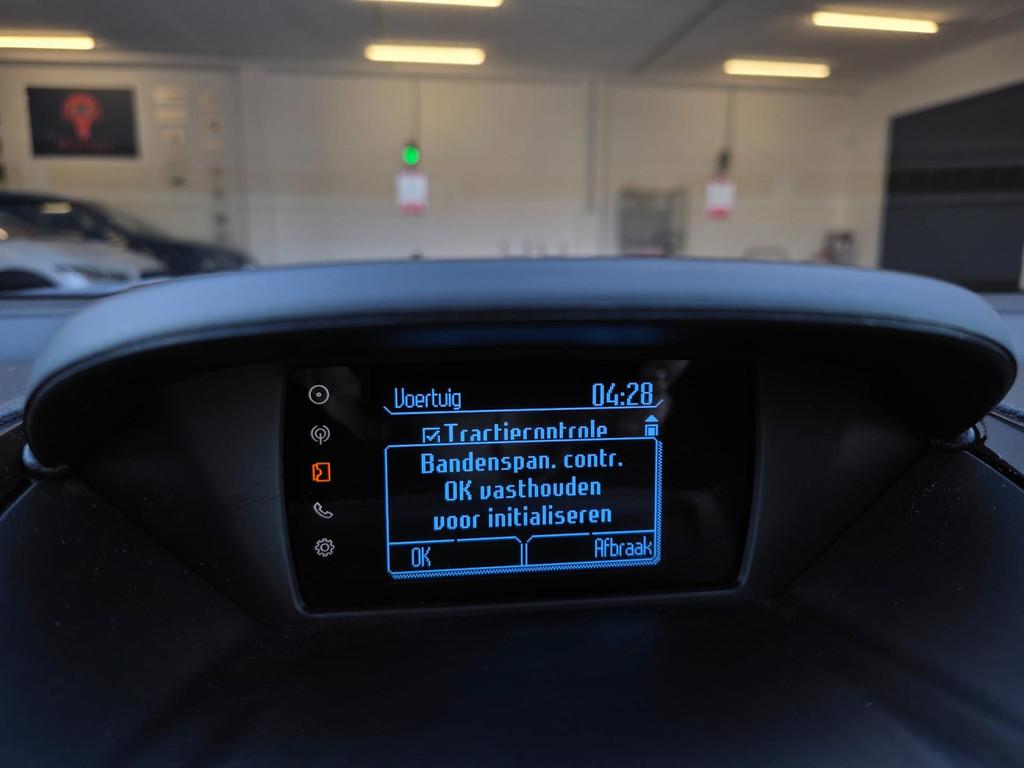 Voertuig 04:28
Tractiecontrole
Bandenspan. contr.
OK vasthouden
voor initialiseren
OK Afbraak